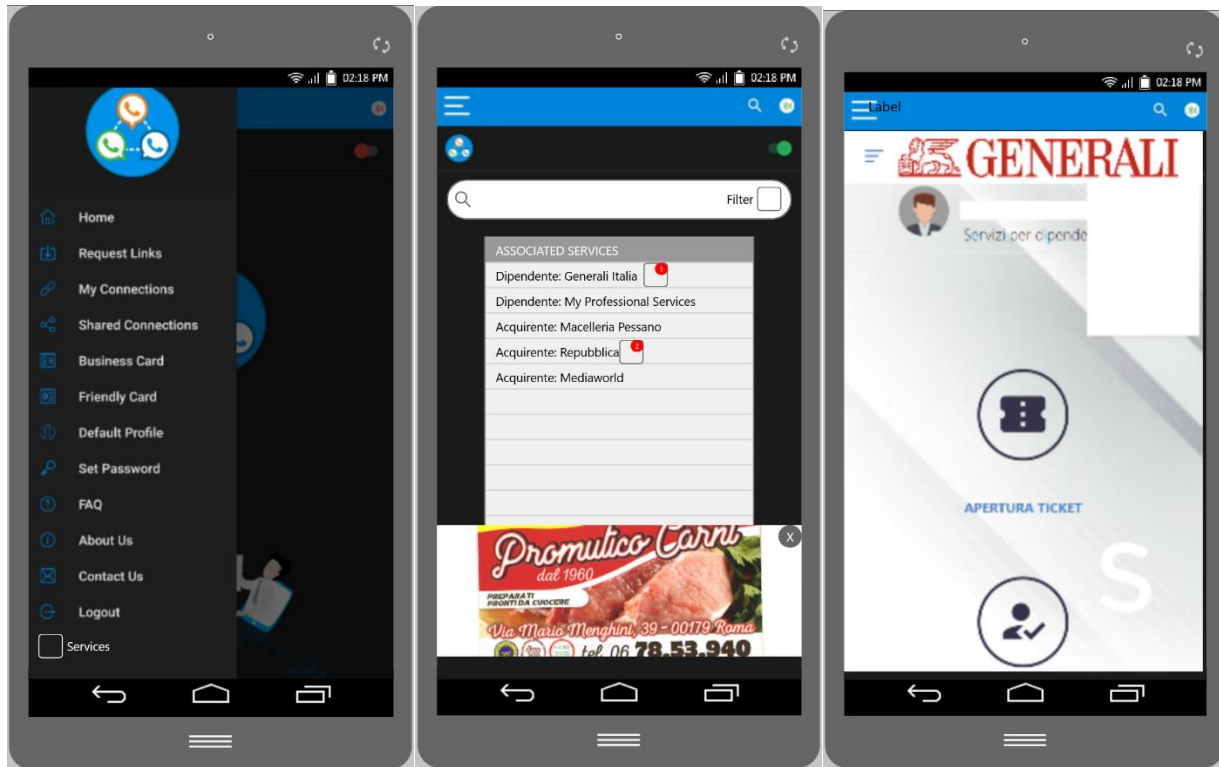 02:18 PM
Home
Request Links
My Connections
Shared Connections
Business Card
Friendly Card
Default Profile
Set Password
FAQ
About Us
Contact Us
Logout
Services
02:18 PM
Filter
ASSOCIATED SERVICES
Dipendente: Generali Italia 1
Dipendente: My Professional Services
Acquirente: Macelleria Pessano
Acquirente: Repubblica 2
Acquirente: Mediaworld
Promutico Carni
dal 1960
X
PREPARATI
PRONTI DA CUOCERE
Via Mario Menghini, 39 - 00179 Roma
tel. 06 78.53.940
02:18 PM
Label
GENERALI
Servizi per dipende
APERTURA TICKET
S